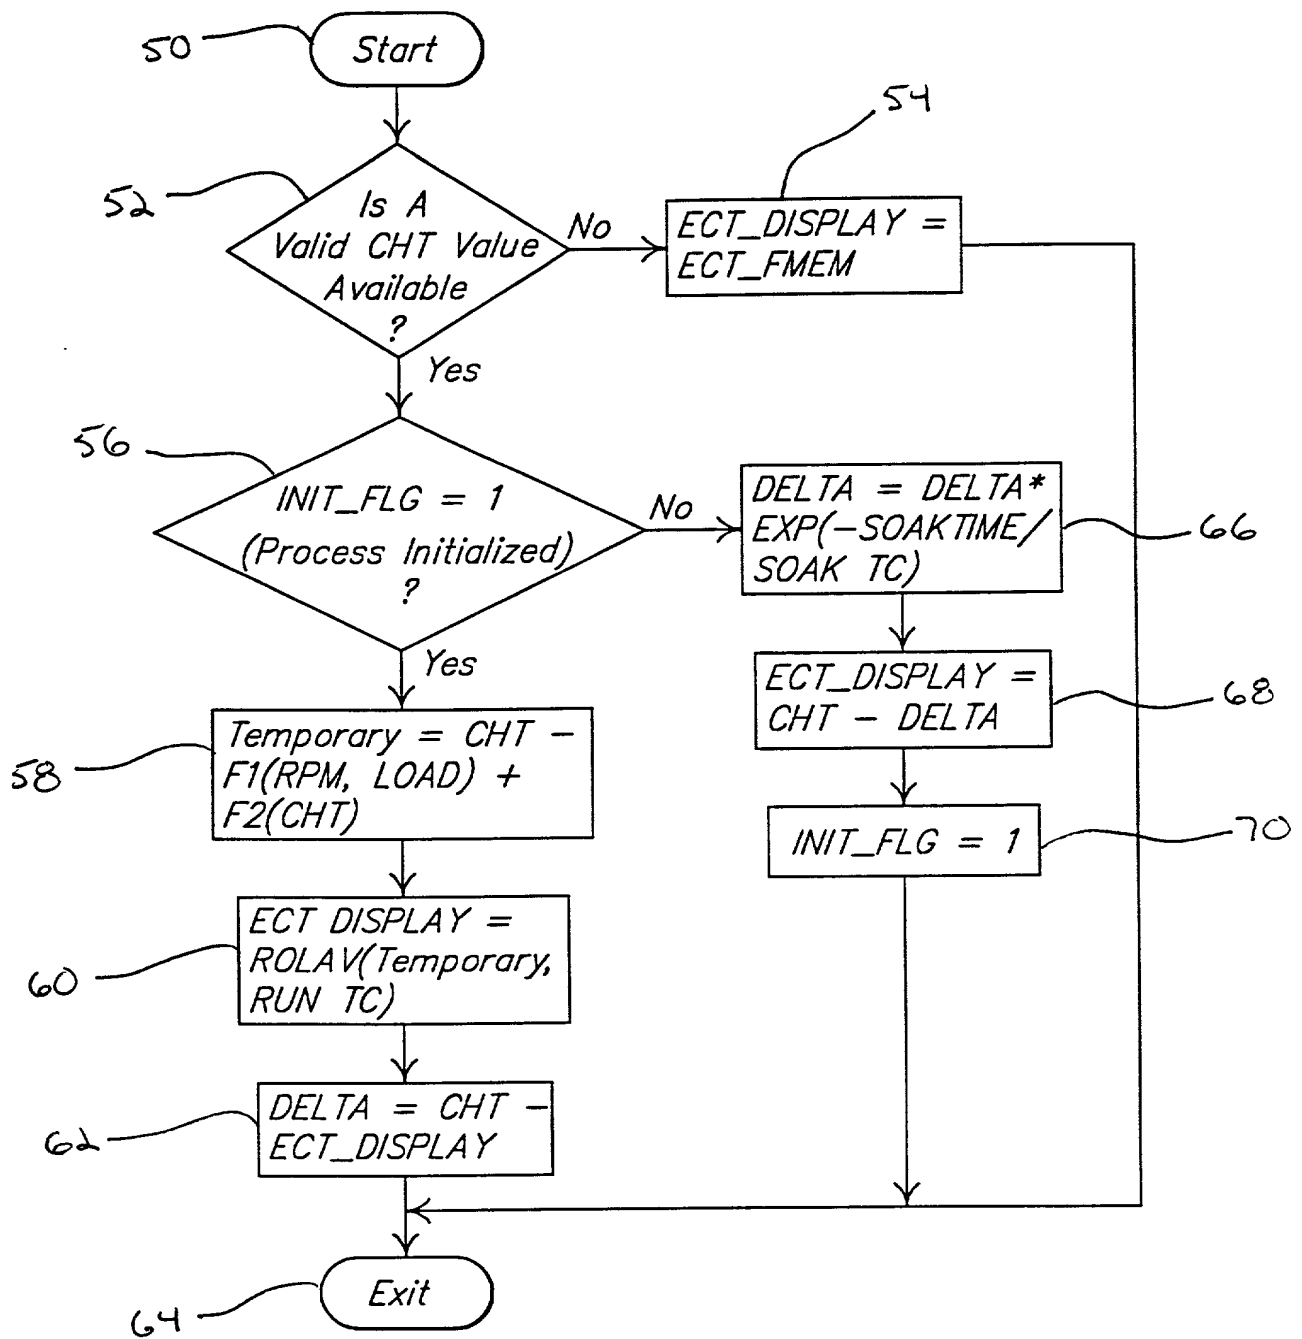 50
Start
54
52
Is A
Valid CHT Value
Available
?
No
ECT_DISPLAY =
ECT_FMEM
Yes
56
INIT_FLG = 1
(Process Initialized)
?
No
DELTA = DELTA*
EXP(-SOAKTIME/
SOAK TC)
66
Yes
ECT_DISPLAY =
CHT - DELTA
68
58
Temporary = CHT -
F1(RPM, LOAD) +
F2(CHT)
INIT_FLG = 1
70
60
ECT DISPLAY =
ROLAV(Temporary,
RUN TC)
62
DELTA = CHT -
ECT_DISPLAY
64
Exit